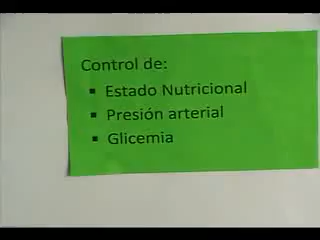 Control de:
▪ Estado Nutricional
▪ Presión arterial
▪ Glicemia